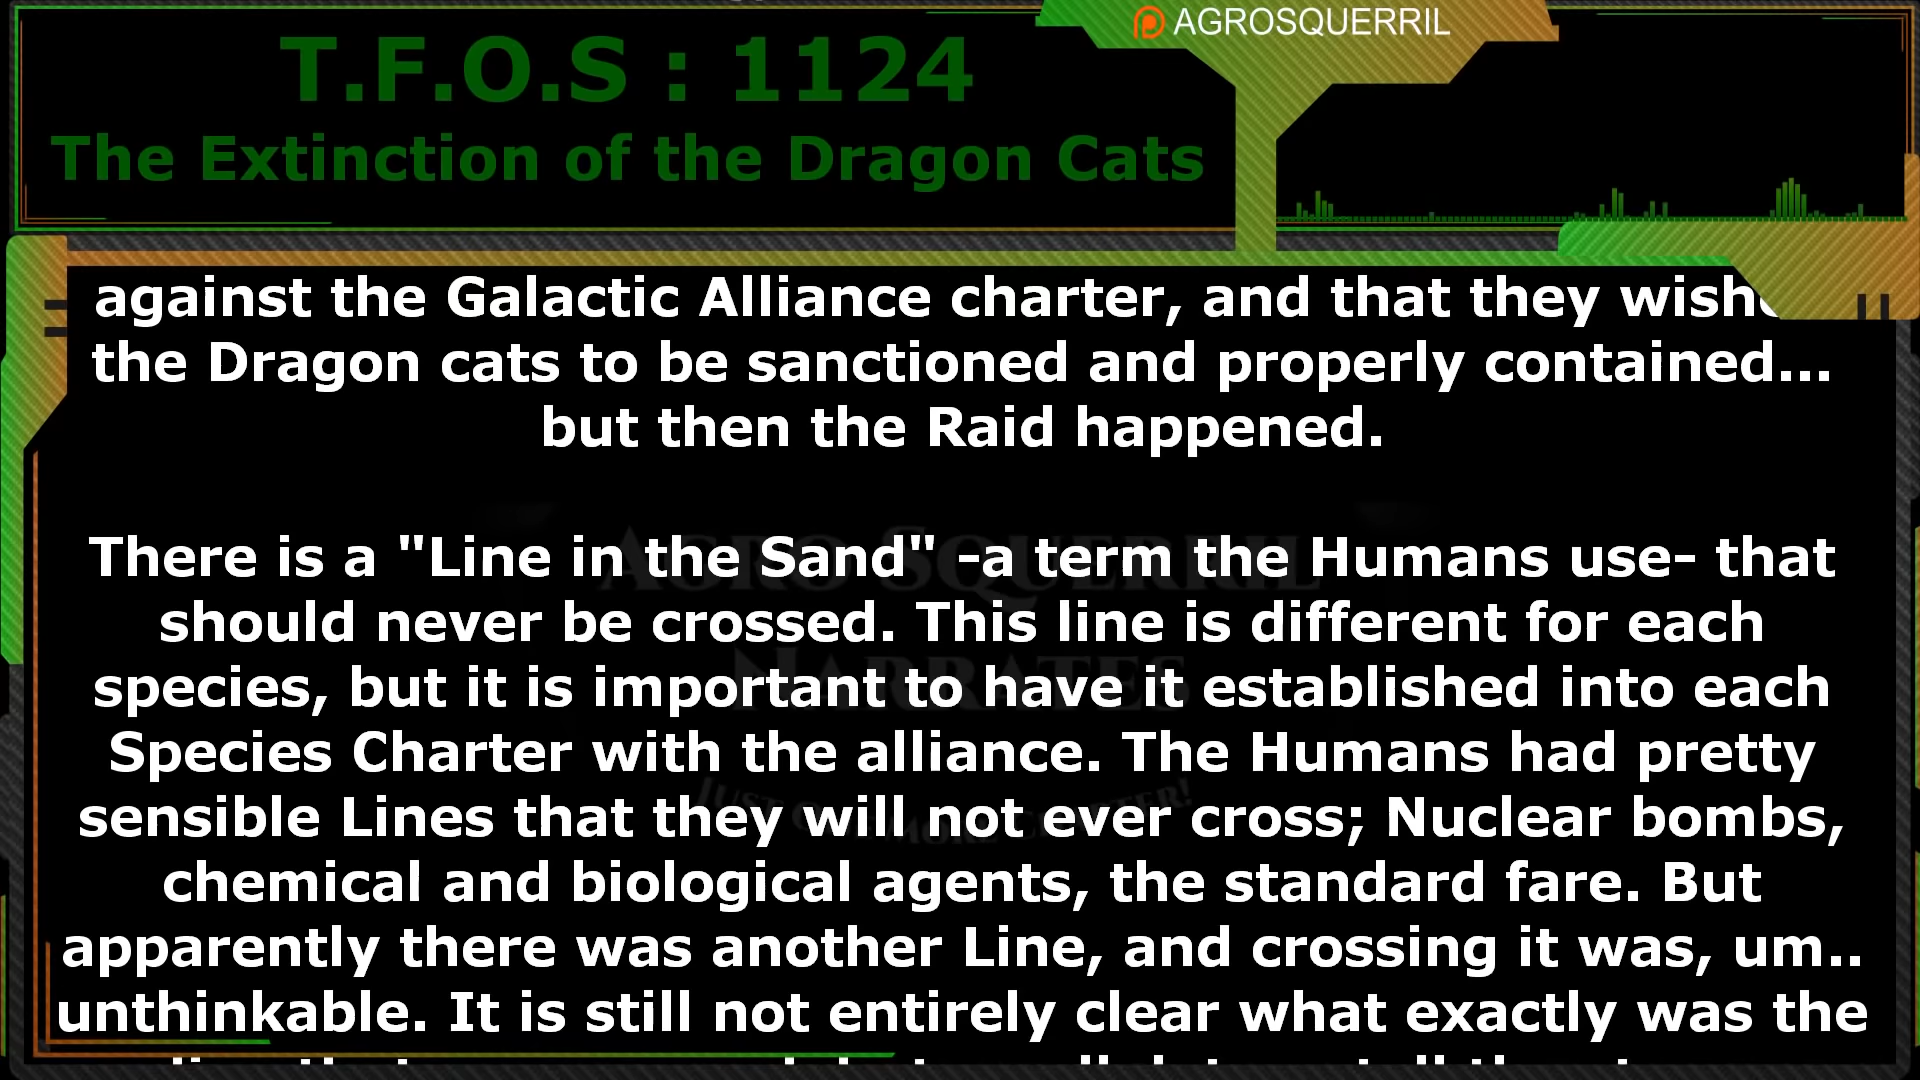 AGROSQUERRIL
T.F.O.S : 1124
The Extinction of the Dragon Cats
against the Galactic Alliance charter, and that they
the Dragon cats to be sanctioned and properly contained...
but then the Raid happened.
There is a "Line in the Sand" -a term the Humans use- that
should never be crossed. This line is different for each
species, but it is important to have it established into each
Species Charter with the alliance. The Humans had pretty
sensible Lines that they will not ever cross; Nuclear bombs,
chemical and biological agents, the standard fare. But
apparently there was another Line, and crossing it was, um..
unthinkable. It is still not entirely clear what exactly was the
AGRO SQUERRIL
NARRATES